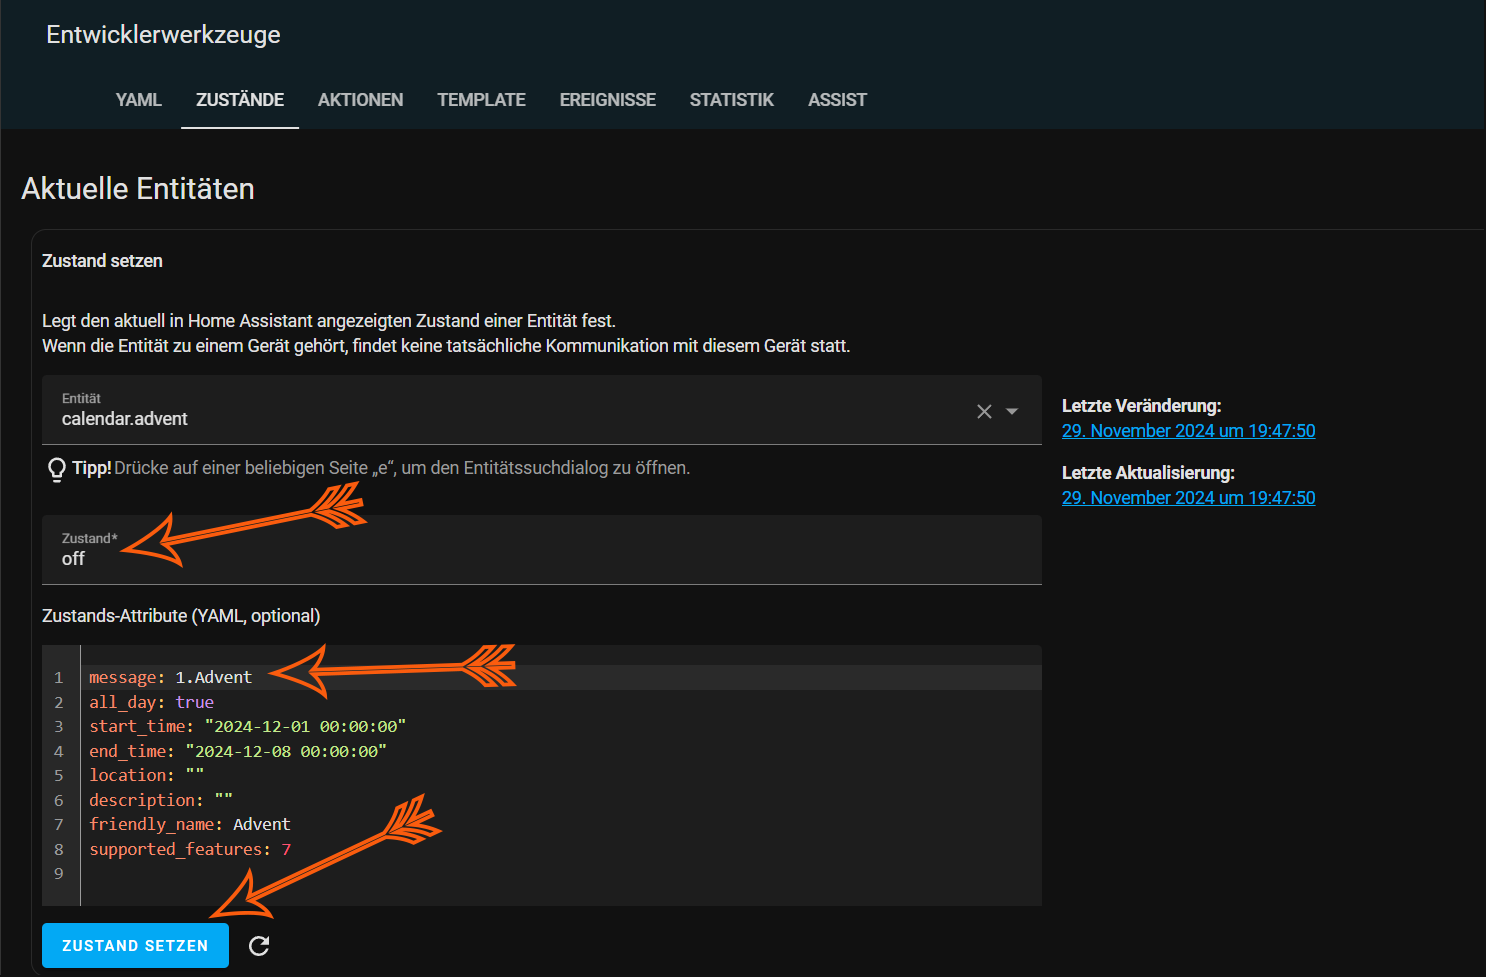 Entwicklerwerkzeuge
YAML ZUSTÄNDE AKTIONEN TEMPLATE EREIGNISSE STATISTIK ASSIST
Aktuelle Entitäten
Zustand setzen
Legt den aktuell in Home Assistant angezeigten Zustand einer Entität fest.
Wenn die Entität zu einem Gerät gehört, findet keine tatsächliche Kommunikation mit diesem Gerät statt.
Entität
calendar.advent
Tipp! Drücke auf einer beliebigen Seite „e“, um den Entitätssuchdialog zu öffnen.
Zustand*
off
Zustands-Attribute (YAML, optional)
1 message: 1.Advent
2 all_day: true
3 start_time: "2024-12-01 00:00:00"
4 end_time: "2024-12-08 00:00:00"
5 location: ""
6 description: ""
7 friendly_name: Advent
8 supported_features: 7
9
ZUSTAND SETZEN
Letzte Veränderung:
29. November 2024 um 19:47:50
Letzte Aktualisierung:
29. November 2024 um 19:47:50